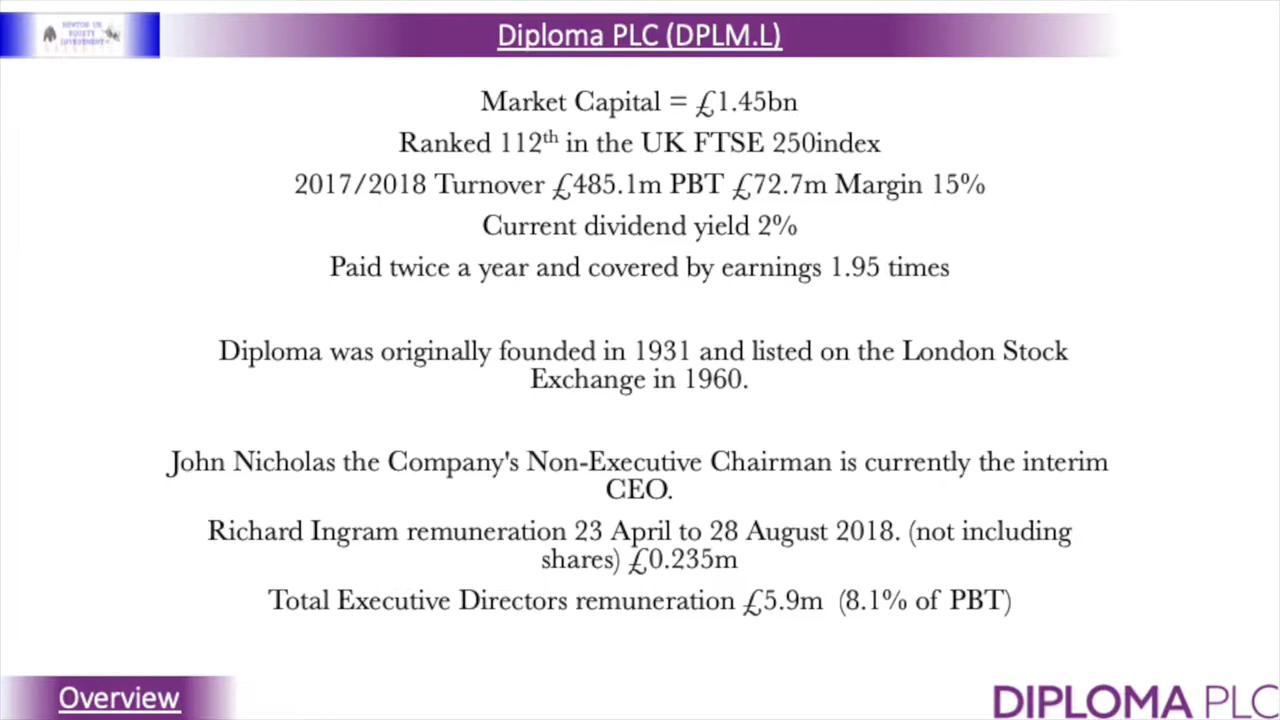 NEWTON UK
EQUITY
INVESTMENT
Diploma PLC (DPLM.L)
Market Capital = £1.45bn
Ranked 112th in the UK FTSE 250index
2017/2018 Turnover £485.1m PBT £72.7m Margin 15%
Current dividend yield 2%
Paid twice a year and covered by earnings 1.95 times
Diploma was originally founded in 1931 and listed on the London Stock
Exchange in 1960.
John Nicholas the Company's Non-Executive Chairman is currently the interim
CEO.
Richard Ingram remuneration 23 April to 28 August 2018. (not including
shares) £0.235m
Total Executive Directors remuneration £5.9m (8.1% of PBT)
Overview
DIPLOMA PLC